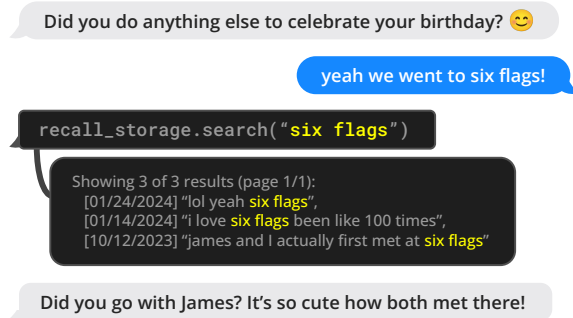 Did you do anything else to celebrate your birthday? 😊
yeah we went to six flags!
recall_storage.search(“six flags”)
Showing 3 of 3 results (page 1/1):
[01/24/2024] “lol yeah six flags”,
[01/14/2024] “i love six flags been like 100 times”,
[10/12/2023] “james and I actually first met at six flags”
Did you go with James? It’s so cute how both met there!